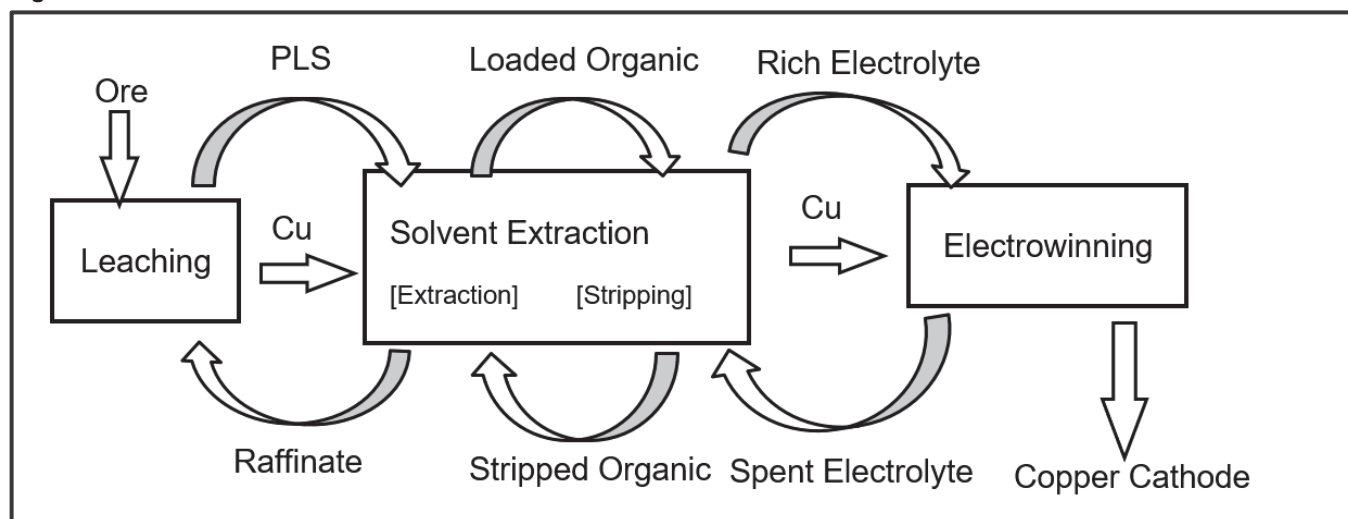 PLS
Loaded Organic
Rich Electrolyte
Ore
Cu
Cu
Leaching
Solvent Extraction
[Extraction] [Stripping]
Electrowinning
Raffinate
Stripped Organic
Spent Electrolyte
Copper Cathode